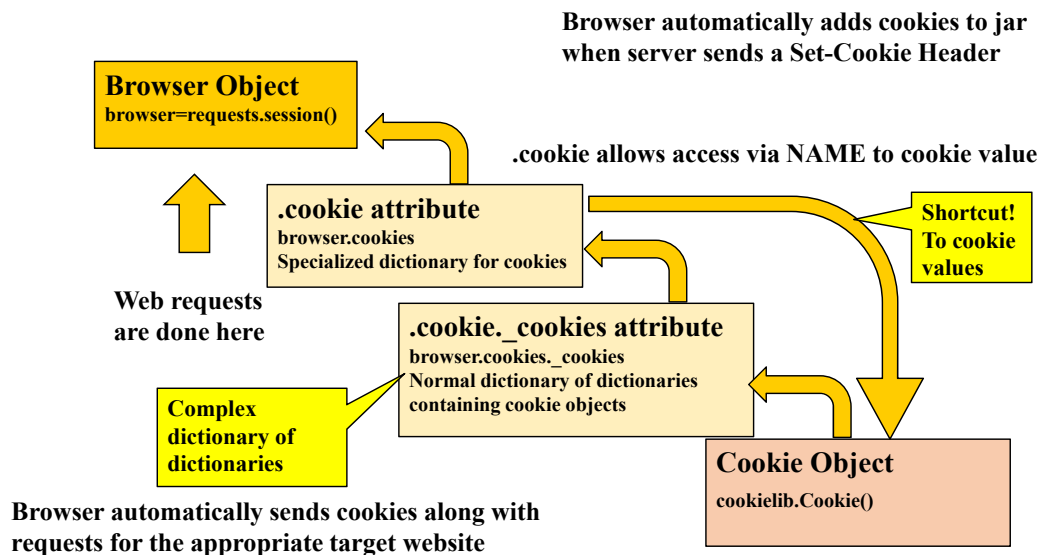 Browser automatically adds cookies to jar
when server sends a Set-Cookie Header
Browser Object
browser=requests.session()
.cookie allows access via NAME to cookie value
.cookie attribute
browser.cookies
Specialized dictionary for cookies
Shortcut!
To cookie
values
Web requests
are done here
.cookie._cookies attribute
browser.cookies._cookies
Normal dictionary of dictionaries
containing cookie objects
Complex
dictionary of
dictionaries
Cookie Object
cookielib.Cookie()
Browser automatically sends cookies along with
requests for the appropriate target website